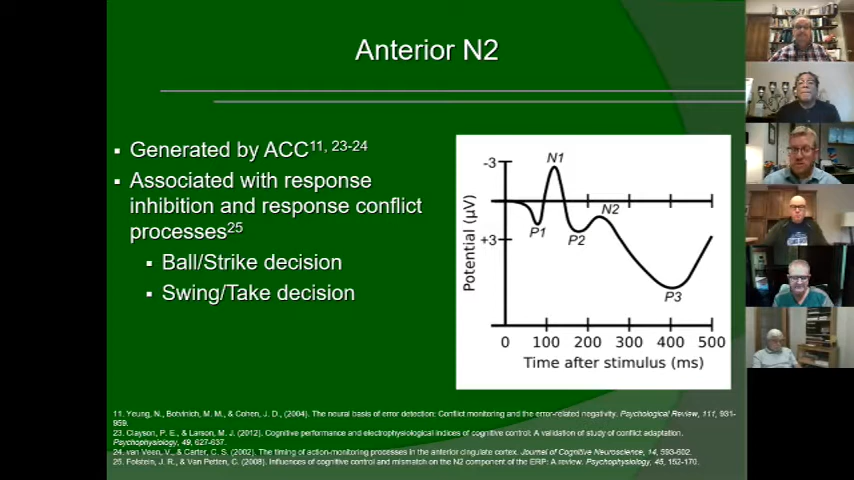 Anterior N2
▪ Generated by ACC11, 23-24
▪ Associated with response
inhibition and response conflict
processes25
▪ Ball/Strike decision
▪ Swing/Take decision
-3
+3
Potential (µV)
N1
P1
P2
N2
P3
0 100 200 300 400 500
Time after stimulus (ms)
11. Yeung, N., Botvinich, M. M., & Cohen, J. D., (2004). The neural basis of error detection: Conflict monitoring and the error-related negativity. Psychological Review, 111, 931-
959.
23. Clayson, P. E., & Larson, M. J. (2012). Cognitive performance and electrophysiological indices of cognitive control: A validation of study of conflict adaptation.
Psychophysiology, 49, 627-637.
24. van Veen, V., & Carter, C. S. (2002). The timing of action-monitoring processes in the anterior cingulate cortex. Journal of Cognitive Neuroscience, 14, 593-602.
25. Folstein, J. R., & Van Petten, C. (2008). Influences of cognitive control and mismatch on the N2 component of the ERP: A review. Psychophysiology, 45, 152-170.